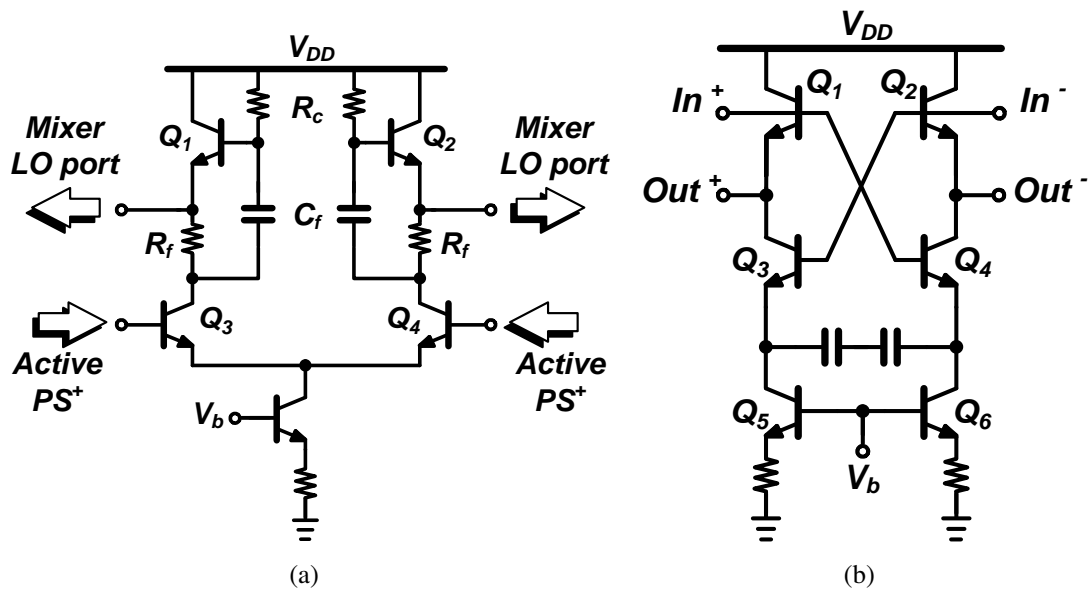 V_DD
R_c
Q_1
Q_2
Mixer
LO port
Mixer
LO port
C_f
R_f
R_f
Q_3
Q_4
Active
PS^+
Active
PS^+
V_b
(a)
V_DD
Q_1
Q_2
In^+
In^-
Out^+
Out^-
Q_3
Q_4
Q_5
Q_6
V_b
(b)